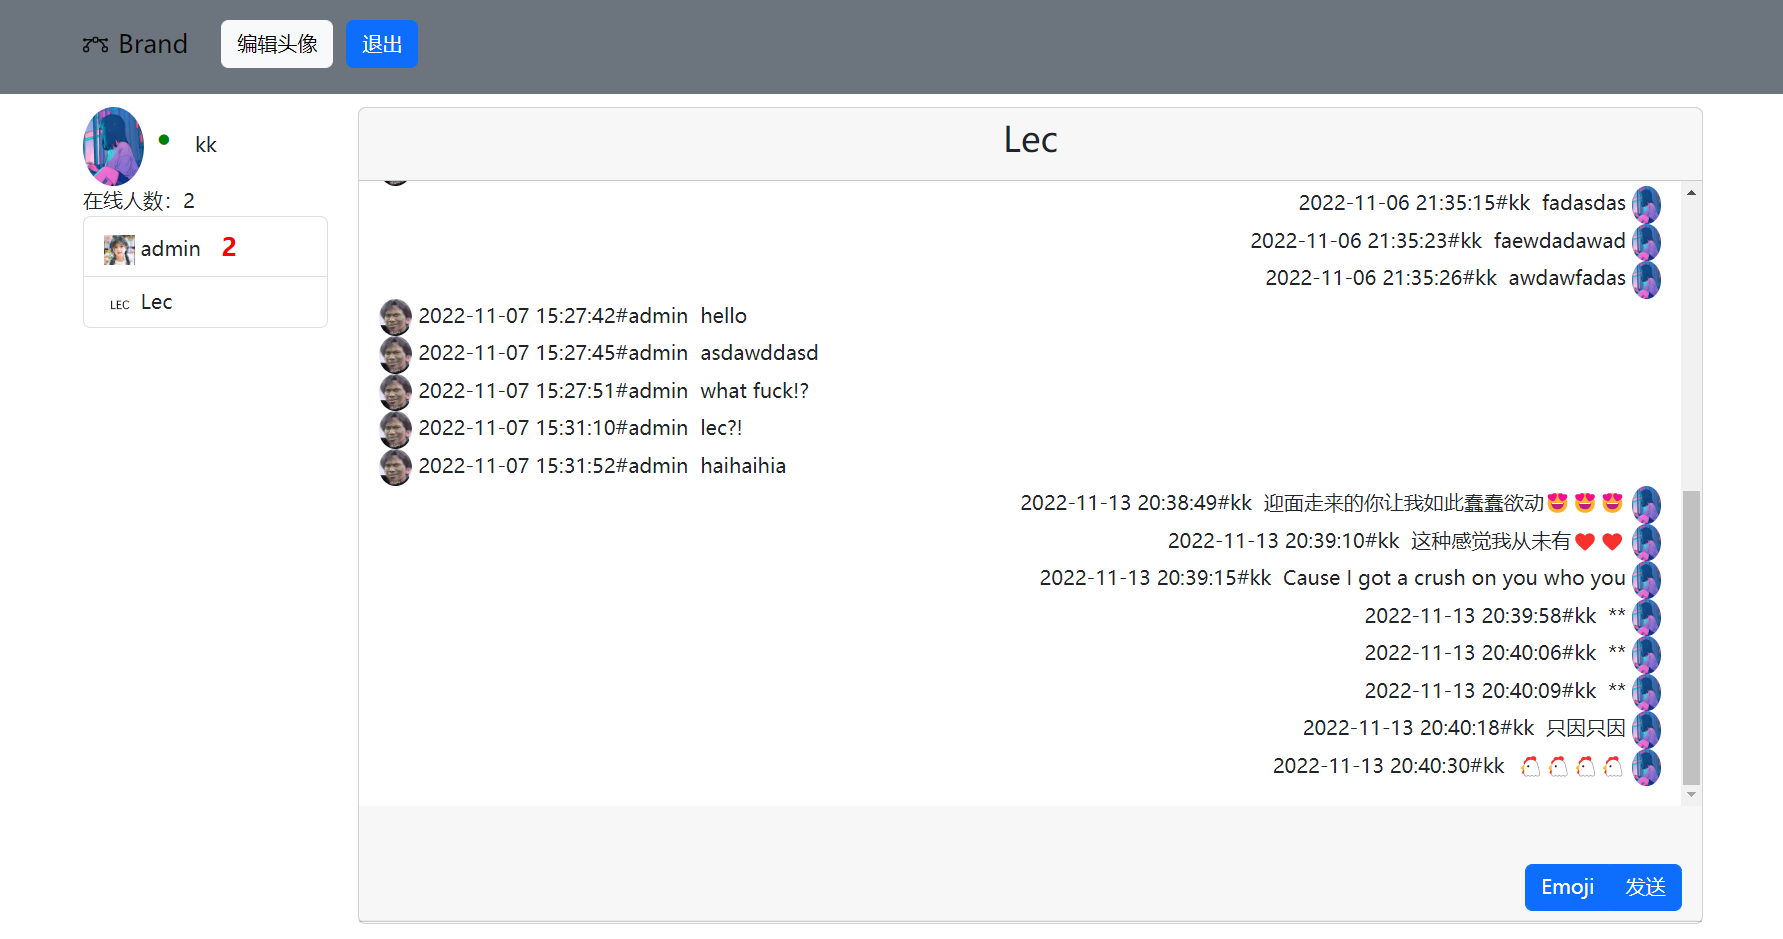 Brand 编辑头像 退出
kk
在线人数：2
admin 2
LEC Lec
Lec
2022-11-06 21:35:15#kk fadasdas
2022-11-06 21:35:23#kk faewdadawad
2022-11-06 21:35:26#kk awdawfadas
2022-11-07 15:27:42#admin hello
2022-11-07 15:27:45#admin asdawddasd
2022-11-07 15:27:51#admin what fuck!?
2022-11-07 15:31:10#admin lec?!
2022-11-07 15:31:52#admin haihaihia
2022-11-13 20:38:49#kk 迎面走来的你让我如此蠢蠢欲动😍😍😍
2022-11-13 20:39:10#kk 这种感觉我从未有❤️❤️
2022-11-13 20:39:15#kk Cause I got a crush on you who you
2022-11-13 20:39:58#kk **
2022-11-13 20:40:06#kk **
2022-11-13 20:40:09#kk **
2022-11-13 20:40:18#kk 只因只因
2022-11-13 20:40:30#kk 🐔🐔🐔🐔
Emoji 发送